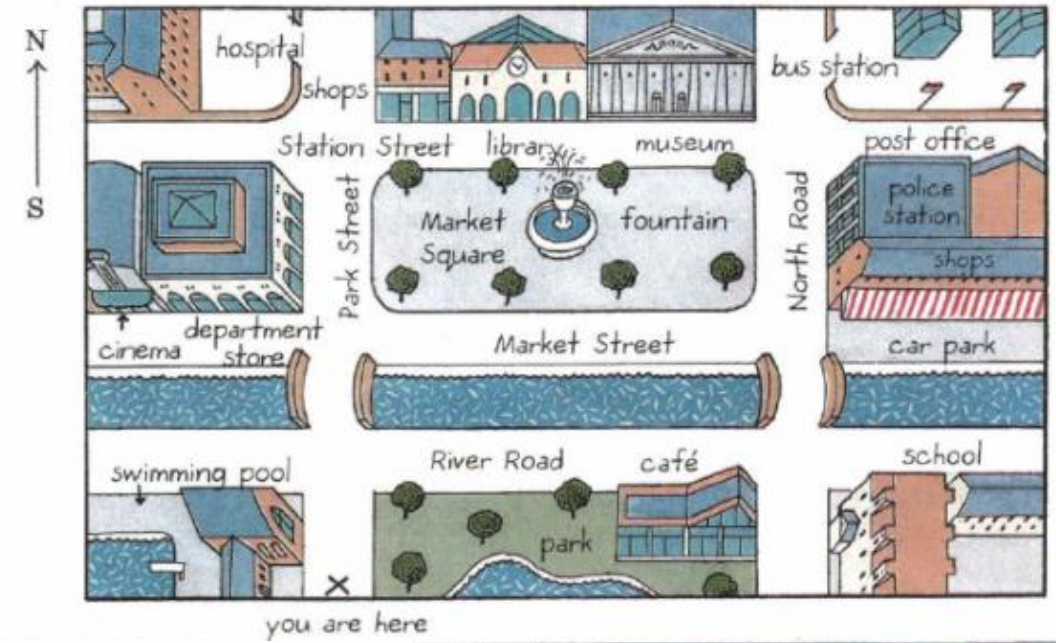 N
S
hospital
shops
bus station
Station Street
library
museum
post office
Park Street
Market
Square
fountain
North Road
police
station
shops
cinema
department
store
Market Street
car park
swimming pool
River Road
café
school
park
X
you are here